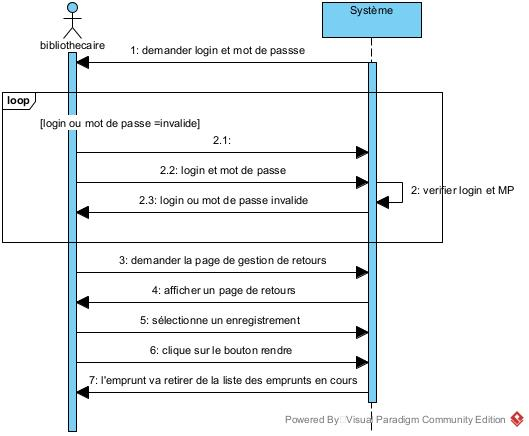 Système
bibliothecaire
1: demander login et mot de passse
loop
[login ou mot de passe =invalide]
2.1:
2.2: login et mot de passe
2: verifier login et MP
2.3: login ou mot de passe invalide
3: demander la page de gestion de retours
4: afficher un page de retours
5: sélectionne un enregistrement
6: clique sur le bouton rendre
7: l'emprunt va retirer de la liste des emprunts en cours
Powered By Visual Paradigm Community Edition